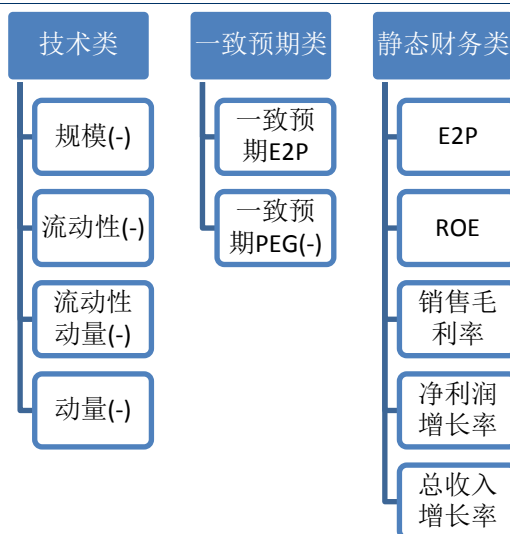 技术类
规模(-)
流动性(-)
流动性
动量(-)
动量(-)
一致预期类
一致预
期E2P
一致预
期PEG(-)
静态财务类
E2P
ROE
销售毛
利率
净利润
增长率
总收入
增长率